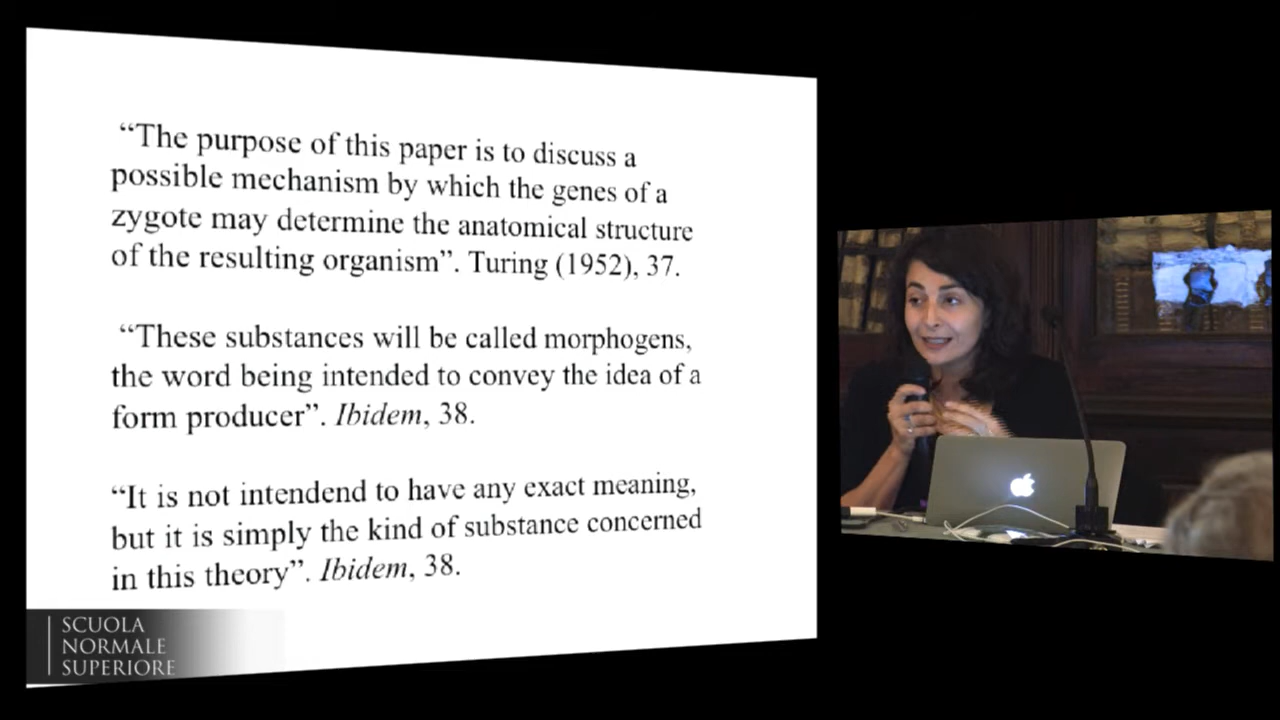 “The purpose of this paper is to discuss a
possible mechanism by which the genes of a
zygote may determine the anatomical structure
of the resulting organism”. Turing (1952), 37.
“These substances will be called morphogens,
the word being intended to convey the idea of a
form producer”. Ibidem, 38.
“It is not intendend to have any exact meaning,
but it is simply the kind of substance concerned
in this theory”. Ibidem, 38.
SCUOLA
NORMALE
SUPERIORE